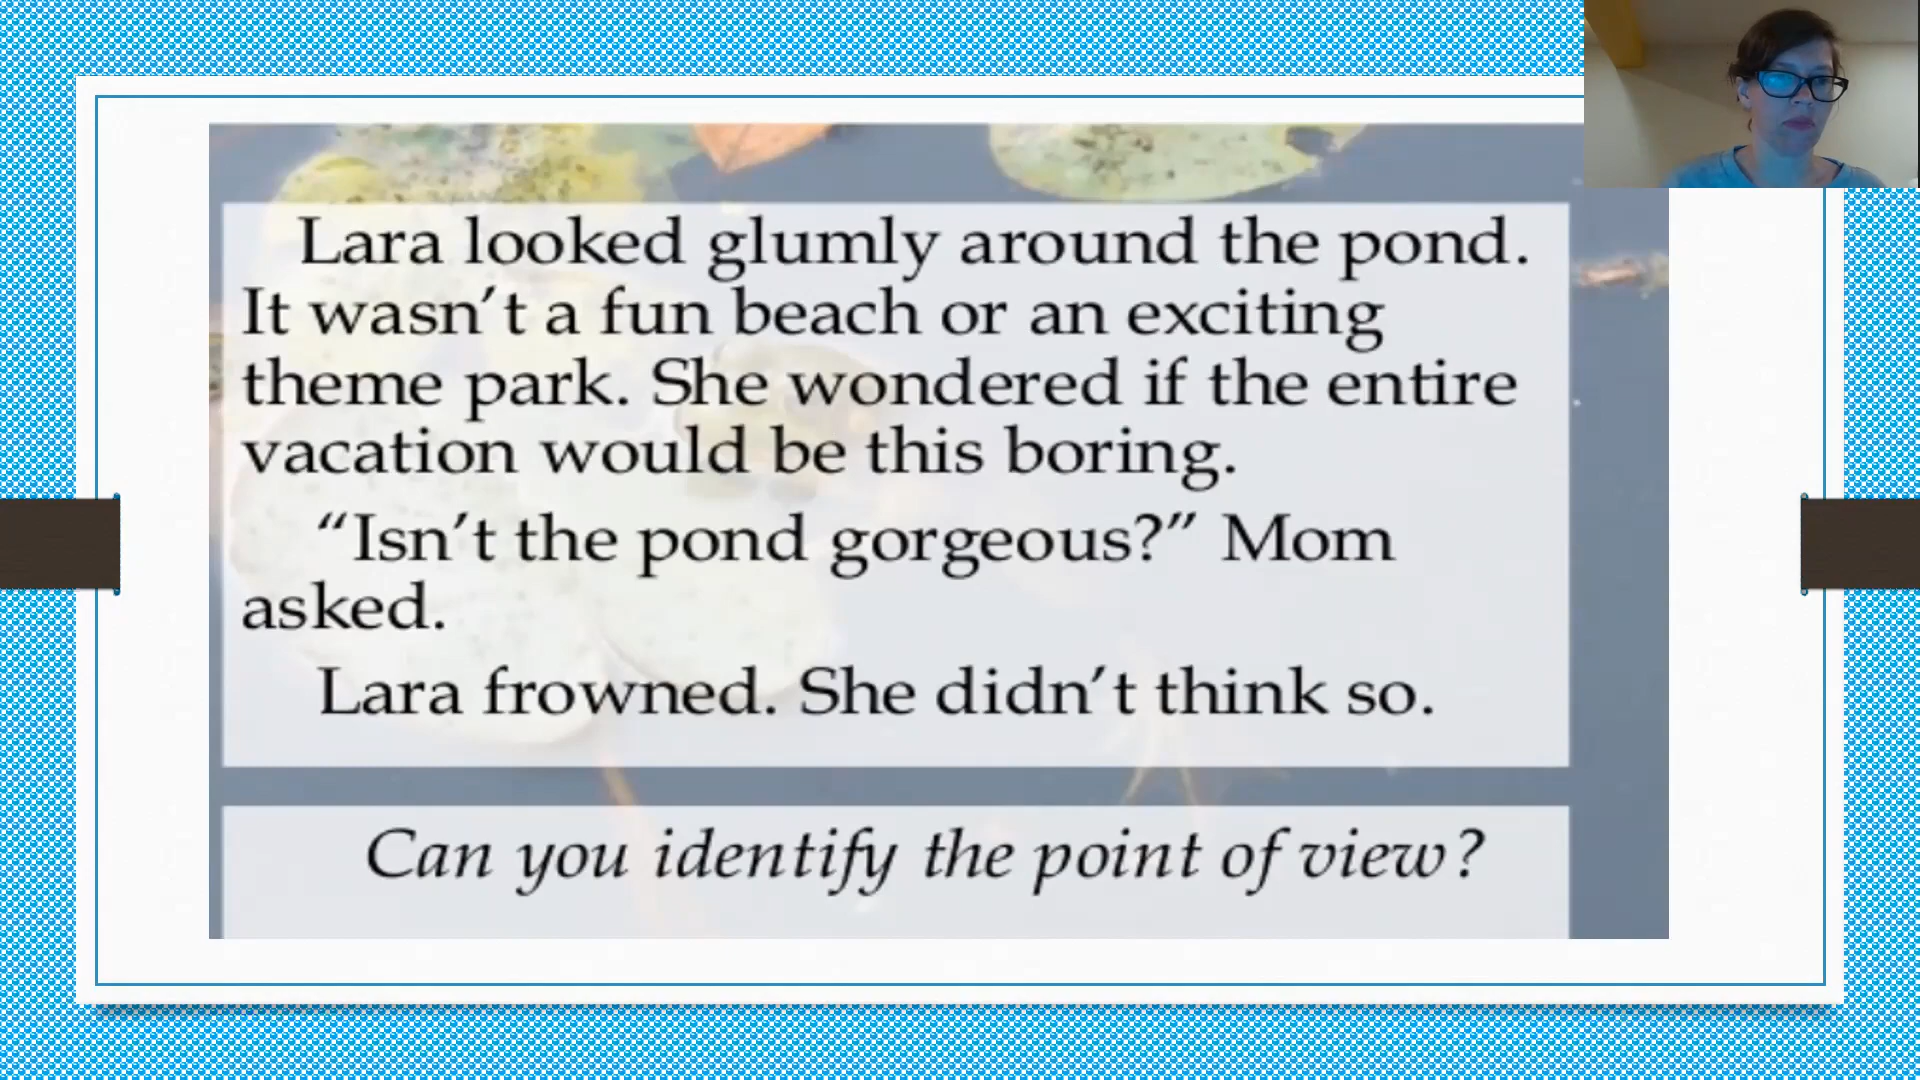 Lara looked glumly around the pond.
It wasn’t a fun beach or an exciting
theme park. She wondered if the entire
vacation would be this boring.
“Isn’t the pond gorgeous?” Mom
asked.
Lara frowned. She didn’t think so.
Can you identify the point of view?